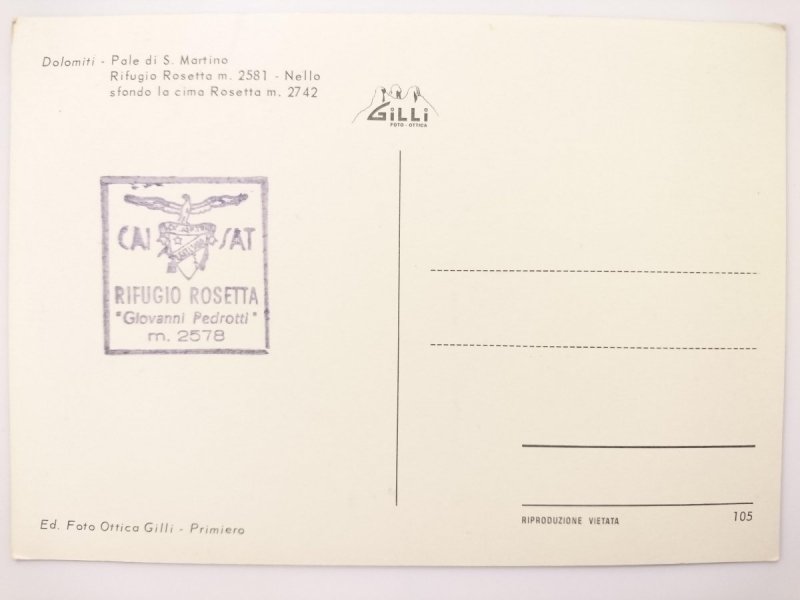 Dolomiti - Pale di S. Martino
Rifugio Rosetta m. 2581 - Nello
sfondo la cima Rosetta m. 2742
GiLLi
FOTO - OTTICA
CAI SAT
RIFUGIO ROSETTA
"Giovanni Pedrotti"
m. 2578
Ed. Foto Ottica Gilli - Primiero
RIPRODUZIONE VIETATA 105